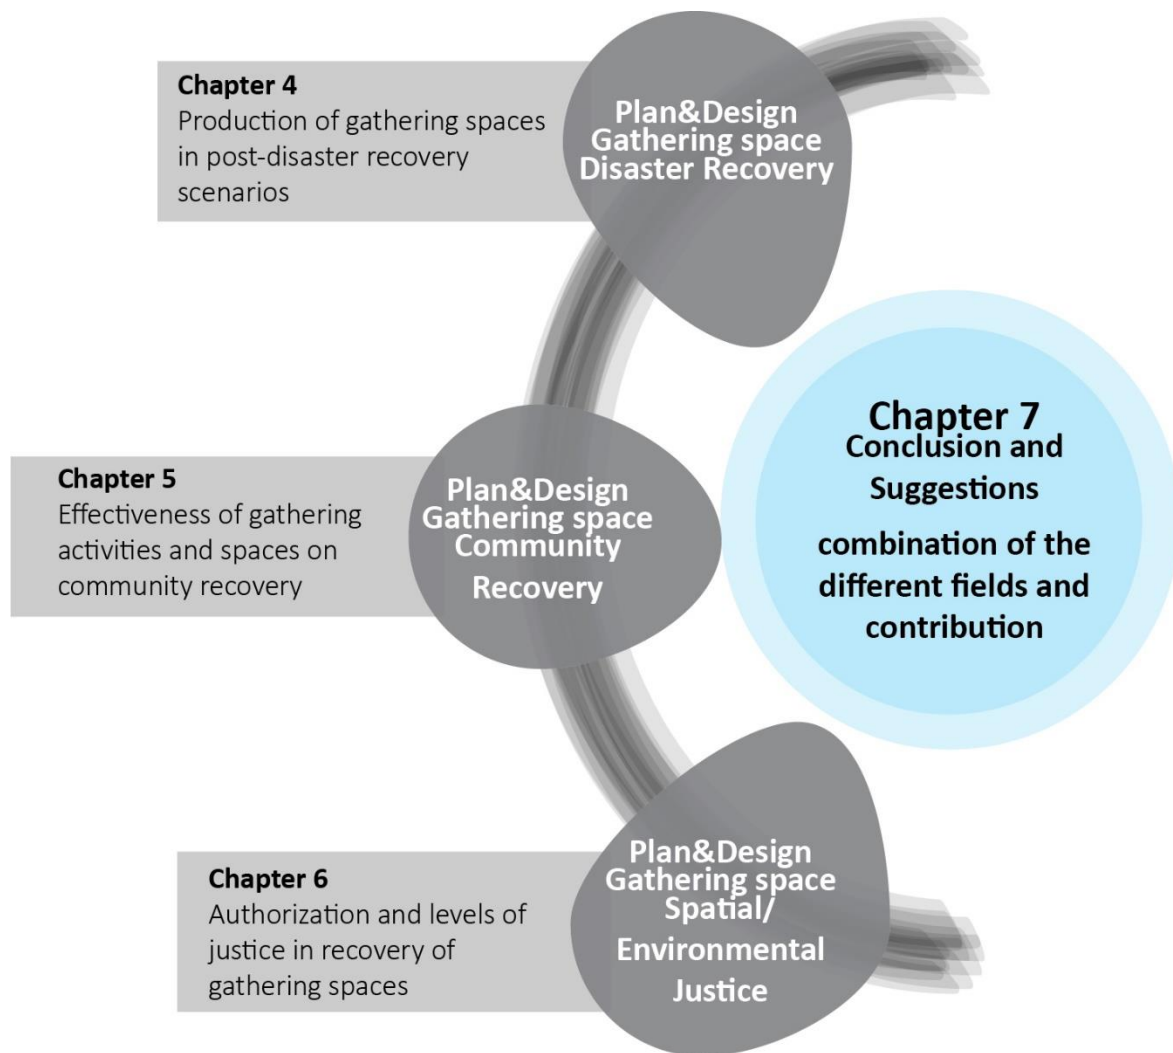 Chapter 4
Production of gathering spaces
in post-disaster recovery
scenarios
Plan&Design
Gathering space
Disaster Recovery
Chapter 5
Effectiveness of gathering
activities and spaces on
community recovery
Plan&Design
Gathering space
Community
Recovery
Chapter 7
Conclusion and
Suggestions
combination of the
different fields and
contribution
Chapter 6
Authorization and levels of
justice in recovery of
gathering spaces
Plan&Design
Gathering space
Spatial/
Environmental
Justice